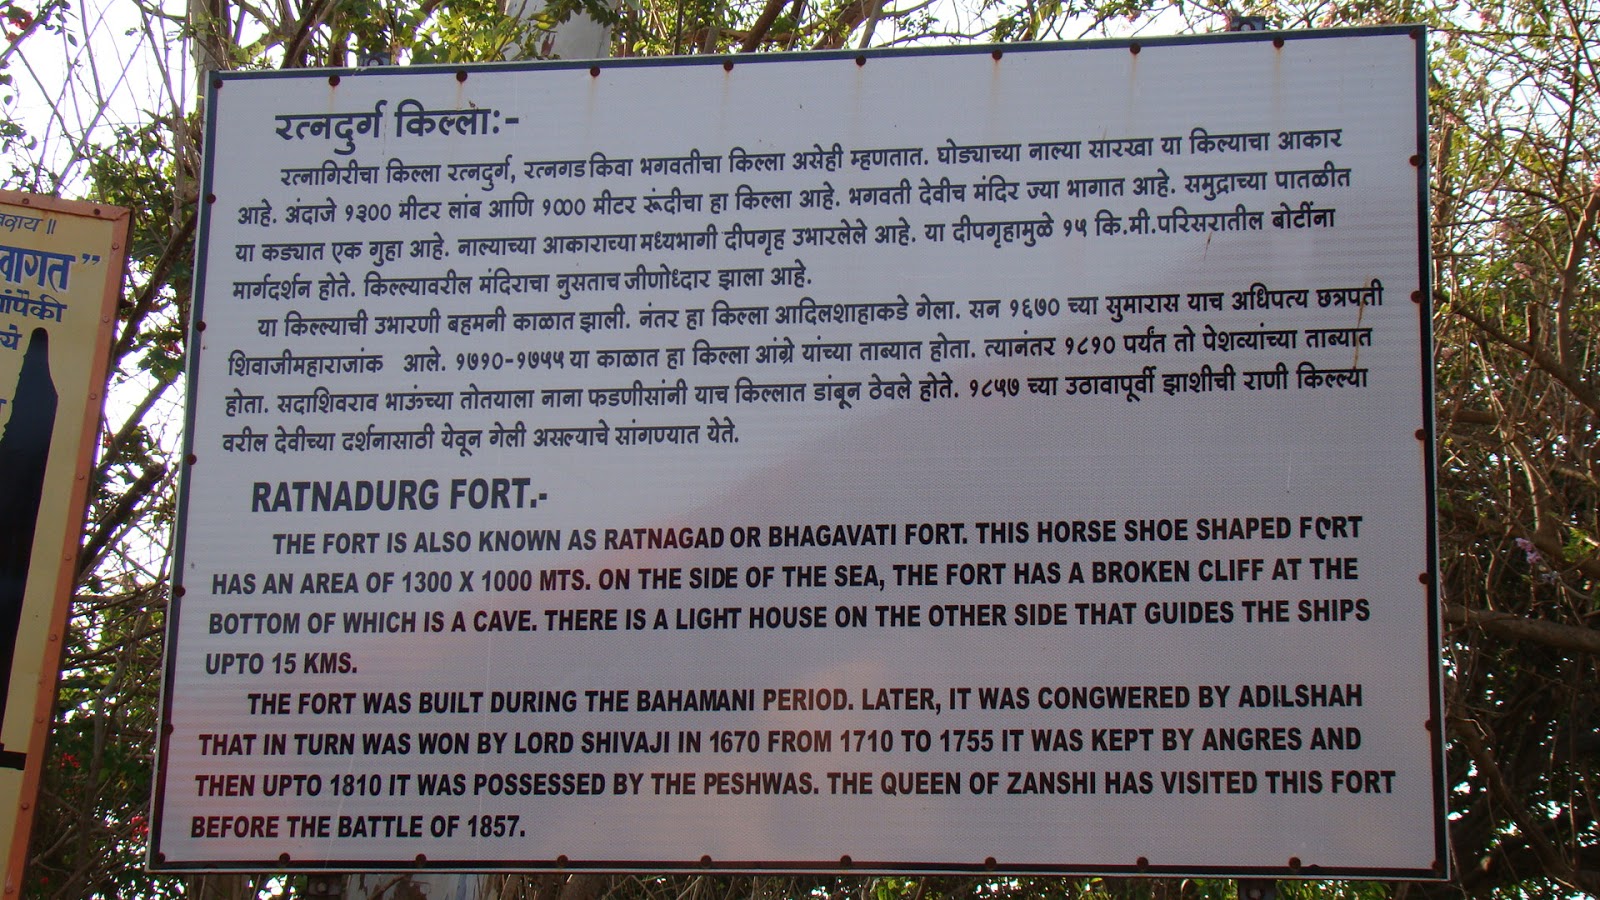 रत्नदुर्ग किल्ला:-
रत्नागिरीचा किल्ला रत्नदुर्ग, रत्नगड किवा भगवतीचा किल्ला असेही म्हणतात. घोड्याच्या नाल्या सारखा या किल्याचा आकार
आहे. अंदाजे १३०० मीटर लांब आणि १००० मीटर रूंदीचा हा किल्ला आहे. भगवती देवीच मंदिर ज्या भागात आहे. समुद्राच्या पातळीत
या कड्यात एक गुहा आहे. नाल्याच्या आकाराच्या मध्यभागी दीपगृह उभारलेले आहे. या दीपगृहामुळे १५ कि.मी.परिसरातील बोटींना
मार्गदर्शन होते. किल्ल्यावरील मंदिराचा नुसताच जीणोध्दार झाला आहे.
या किल्ल्याची उभारणी बहमनी काळात झाली. नंतर हा किल्ला आदिलशाहाकडे गेला. सन १६७० च्या सुमारास याच अधिपत्य छत्रपती
शिवाजीमहाराजांक आले. १७१०-१७५५ या काळात हा किल्ला आंग्रे यांच्या ताब्यात होता. त्यानंतर १८१० पर्यंत तो पेशव्यांच्या ताब्यात
होता. सदाशिवराव भाऊंच्या तोतयाला नाना फडणीसांनी याच किल्लात डांबून ठेवले होते. १८५७ च्या उठावापूर्वी झाशीची राणी किल्ल्या
वरील देवीच्या दर्शनासाठी येवून गेली असल्याचे सांगण्यात येते.
RATNADURG FORT.-
THE FORT IS ALSO KNOWN AS RATNAGAD OR BHAGAVATI FORT. THIS HORSE SHOE SHAPED FORT
HAS AN AREA OF 1300 X 1000 MTS. ON THE SIDE OF THE SEA, THE FORT HAS A BROKEN CLIFF AT THE
BOTTOM OF WHICH IS A CAVE. THERE IS A LIGHT HOUSE ON THE OTHER SIDE THAT GUIDES THE SHIPS
UPTO 15 KMS.
THE FORT WAS BUILT DURING THE BAHAMANI PERIOD. LATER, IT WAS CONGWERED BY ADILSHAH
THAT IN TURN WAS WON BY LORD SHIVAJI IN 1670 FROM 1710 TO 1755 IT WAS KEPT BY ANGRES AND
THEN UPTO 1810 IT WAS POSSESSED BY THE PESHWAS. THE QUEEN OF ZANSHI HAS VISITED THIS FORT
BEFORE THE BATTLE OF 1857.